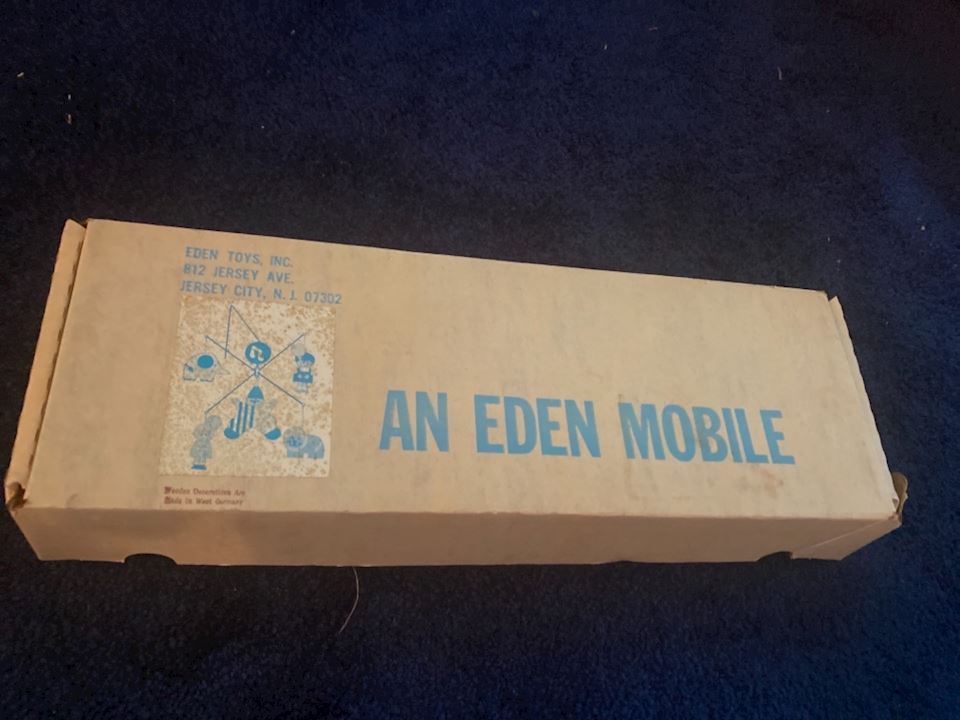 EDEN TOYS, INC.
812 JERSEY AVE.
JERSEY CITY, N.J. 07302
AN EDEN MOBILE
Wooden Decorations Are
Made In West Germany